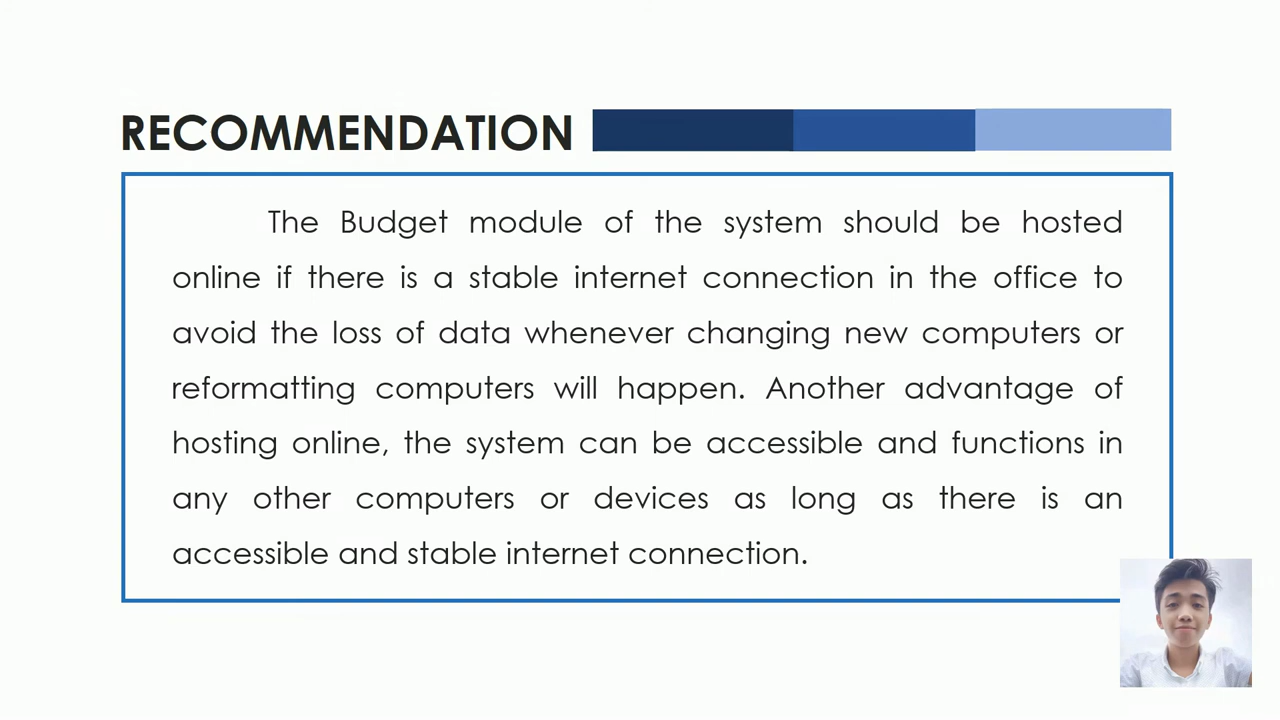 RECOMMENDATION
The Budget module of the system should be hosted
online if there is a stable internet connection in the office to
avoid the loss of data whenever changing new computers or
reformatting computers will happen. Another advantage of
hosting online, the system can be accessible and functions in
any other computers or devices as long as there is an
accessible and stable internet connection.